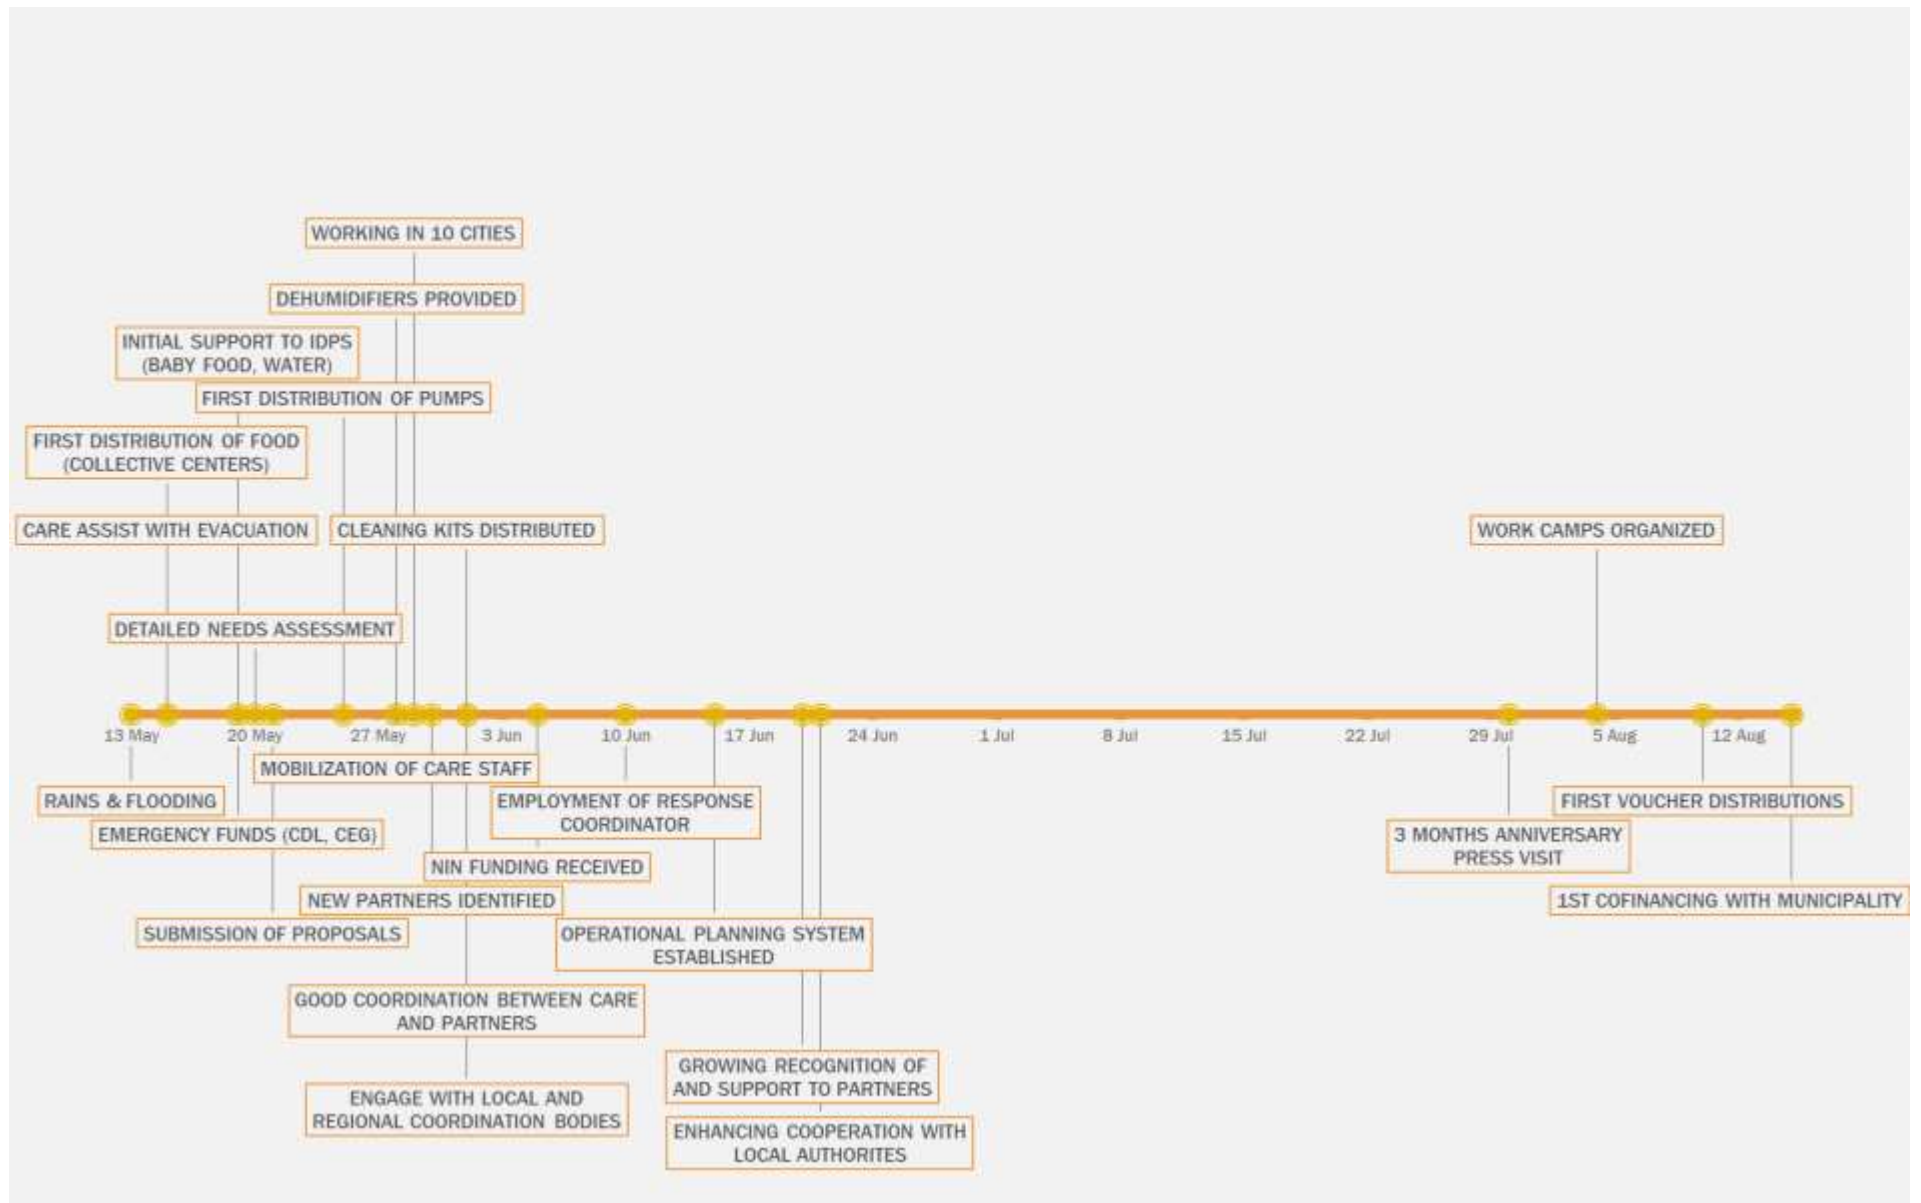 WORKING IN 10 CITIES
DEHUMIDIFIERS PROVIDED
INITIAL SUPPORT TO IDPS
(BABY FOOD, WATER)
FIRST DISTRIBUTION OF PUMPS
FIRST DISTRIBUTION OF FOOD
(COLLECTIVE CENTERS)
CARE ASSIST WITH EVACUATION
CLEANING KITS DISTRIBUTED
WORK CAMPS ORGANIZED
DETAILED NEEDS ASSESSMENT
13 May
20 May
27 May
3 Jun
10 Jun
17 Jun
24 Jun
1 Jul
8 Jul
15 Jul
22 Jul
29 Jul
5 Aug
12 Aug
MOBILIZATION OF CARE STAFF
RAINS & FLOODING
EMPLOYMENT OF RESPONSE
COORDINATOR
FIRST VOUCHER DISTRIBUTIONS
EMERGENCY FUNDS (CDL, CEG)
3 MONTHS ANNIVERSARY
PRESS VISIT
NIN FUNDING RECEIVED
NEW PARTNERS IDENTIFIED
1ST COFINANCING WITH MUNICIPALITY
SUBMISSION OF PROPOSALS
OPERATIONAL PLANNING SYSTEM
ESTABLISHED
GOOD COORDINATION BETWEEN CARE
AND PARTNERS
GROWING RECOGNITION OF
AND SUPPORT TO PARTNERS
ENGAGE WITH LOCAL AND
REGIONAL COORDINATION BODIES
ENHANCING COOPERATION WITH
LOCAL AUTHORITES